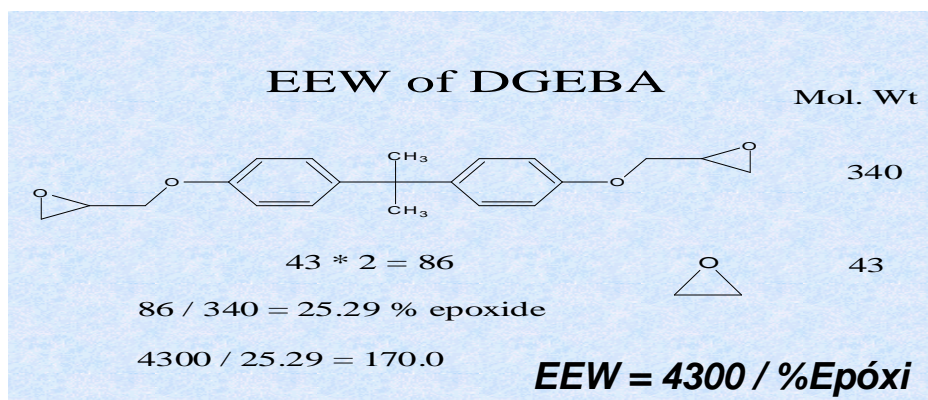 EEW of DGEBA
Mol. Wt
CH3
O
O
O
340
O
CH3
43 * 2 = 86
O
43
86 / 340 = 25.29 % epoxide
4300 / 25.29 = 170.0
EEW = 4300 / %Epóxi